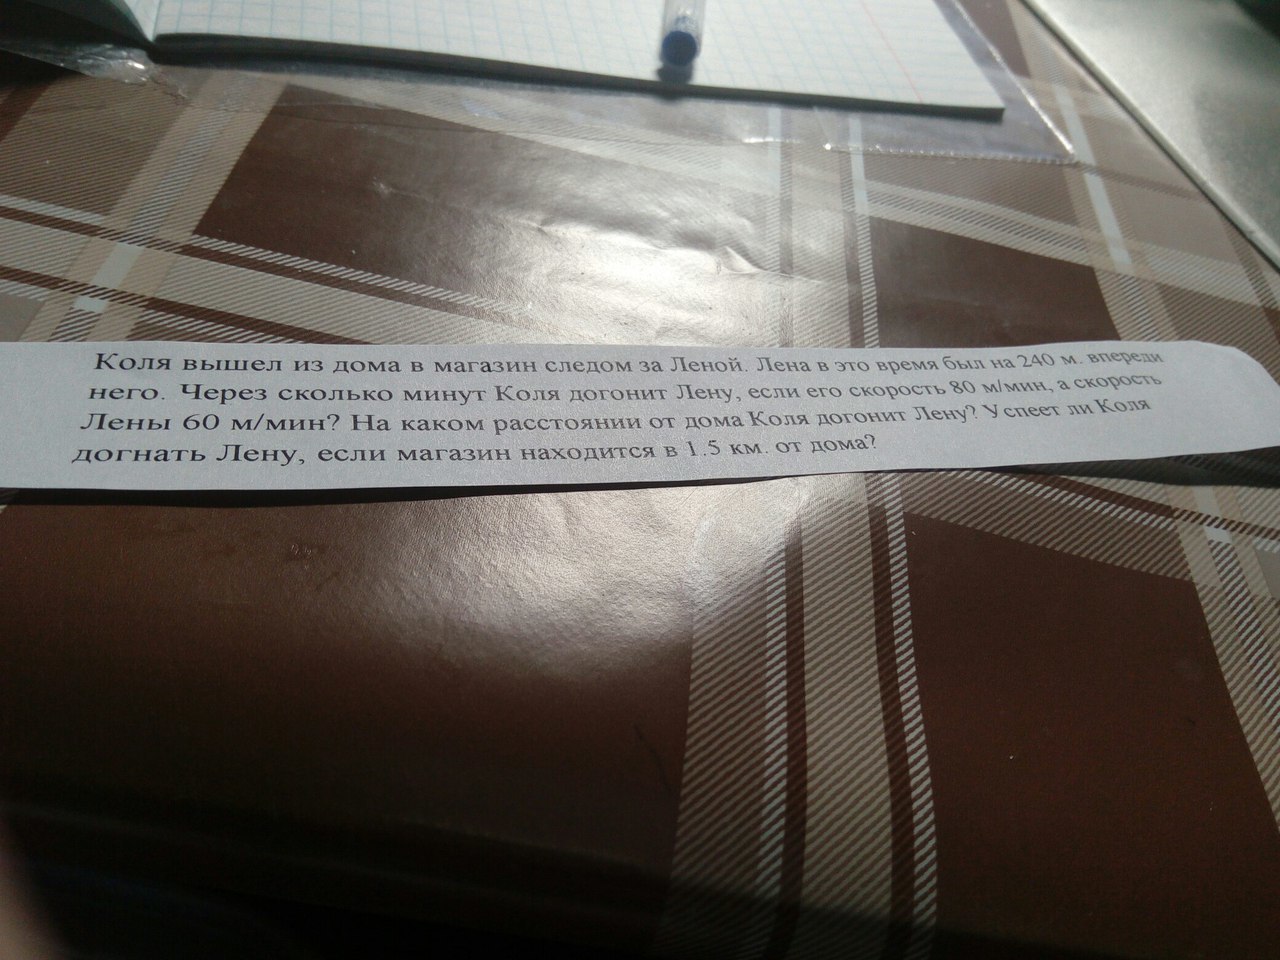 Коля вышел из дома в магазин следом за Леной. Лена в это время был на 240 м. впереди
него. Через сколько минут Коля догонит Лену, если его скорость 80 м/мин, а скорость
Лены 60 м/мин? На каком расстоянии от дома Коля догонит Лену? Успеет ли Коля
догнать Лену, если магазин находится в 1.5 км. от дома?